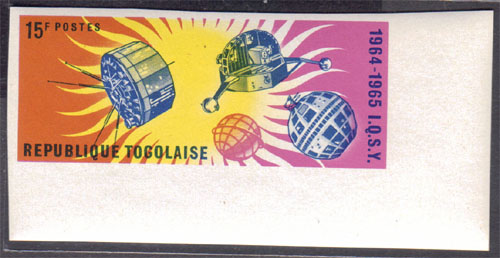 15F POSTES
1964-1965 I.Q.S.Y.
REPUBLIQUE TOGOLAISE